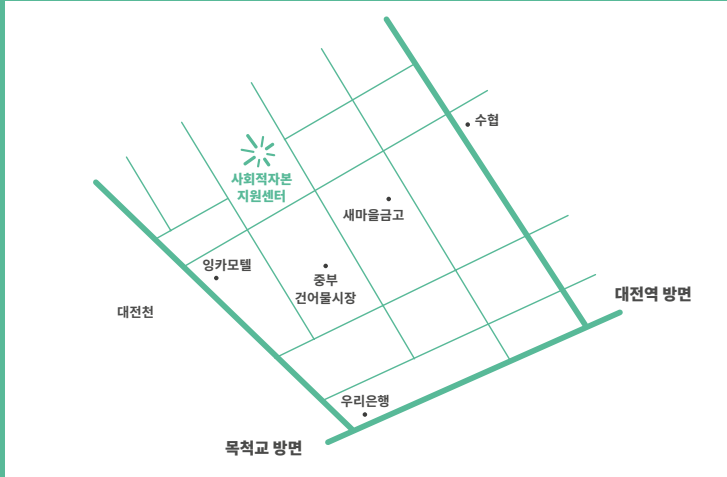 수협
사회적자본
지원센터
새마을금고
잉카모텔
중부
건어물시장
대전역 방면
대전천
우리은행
목척교 방면